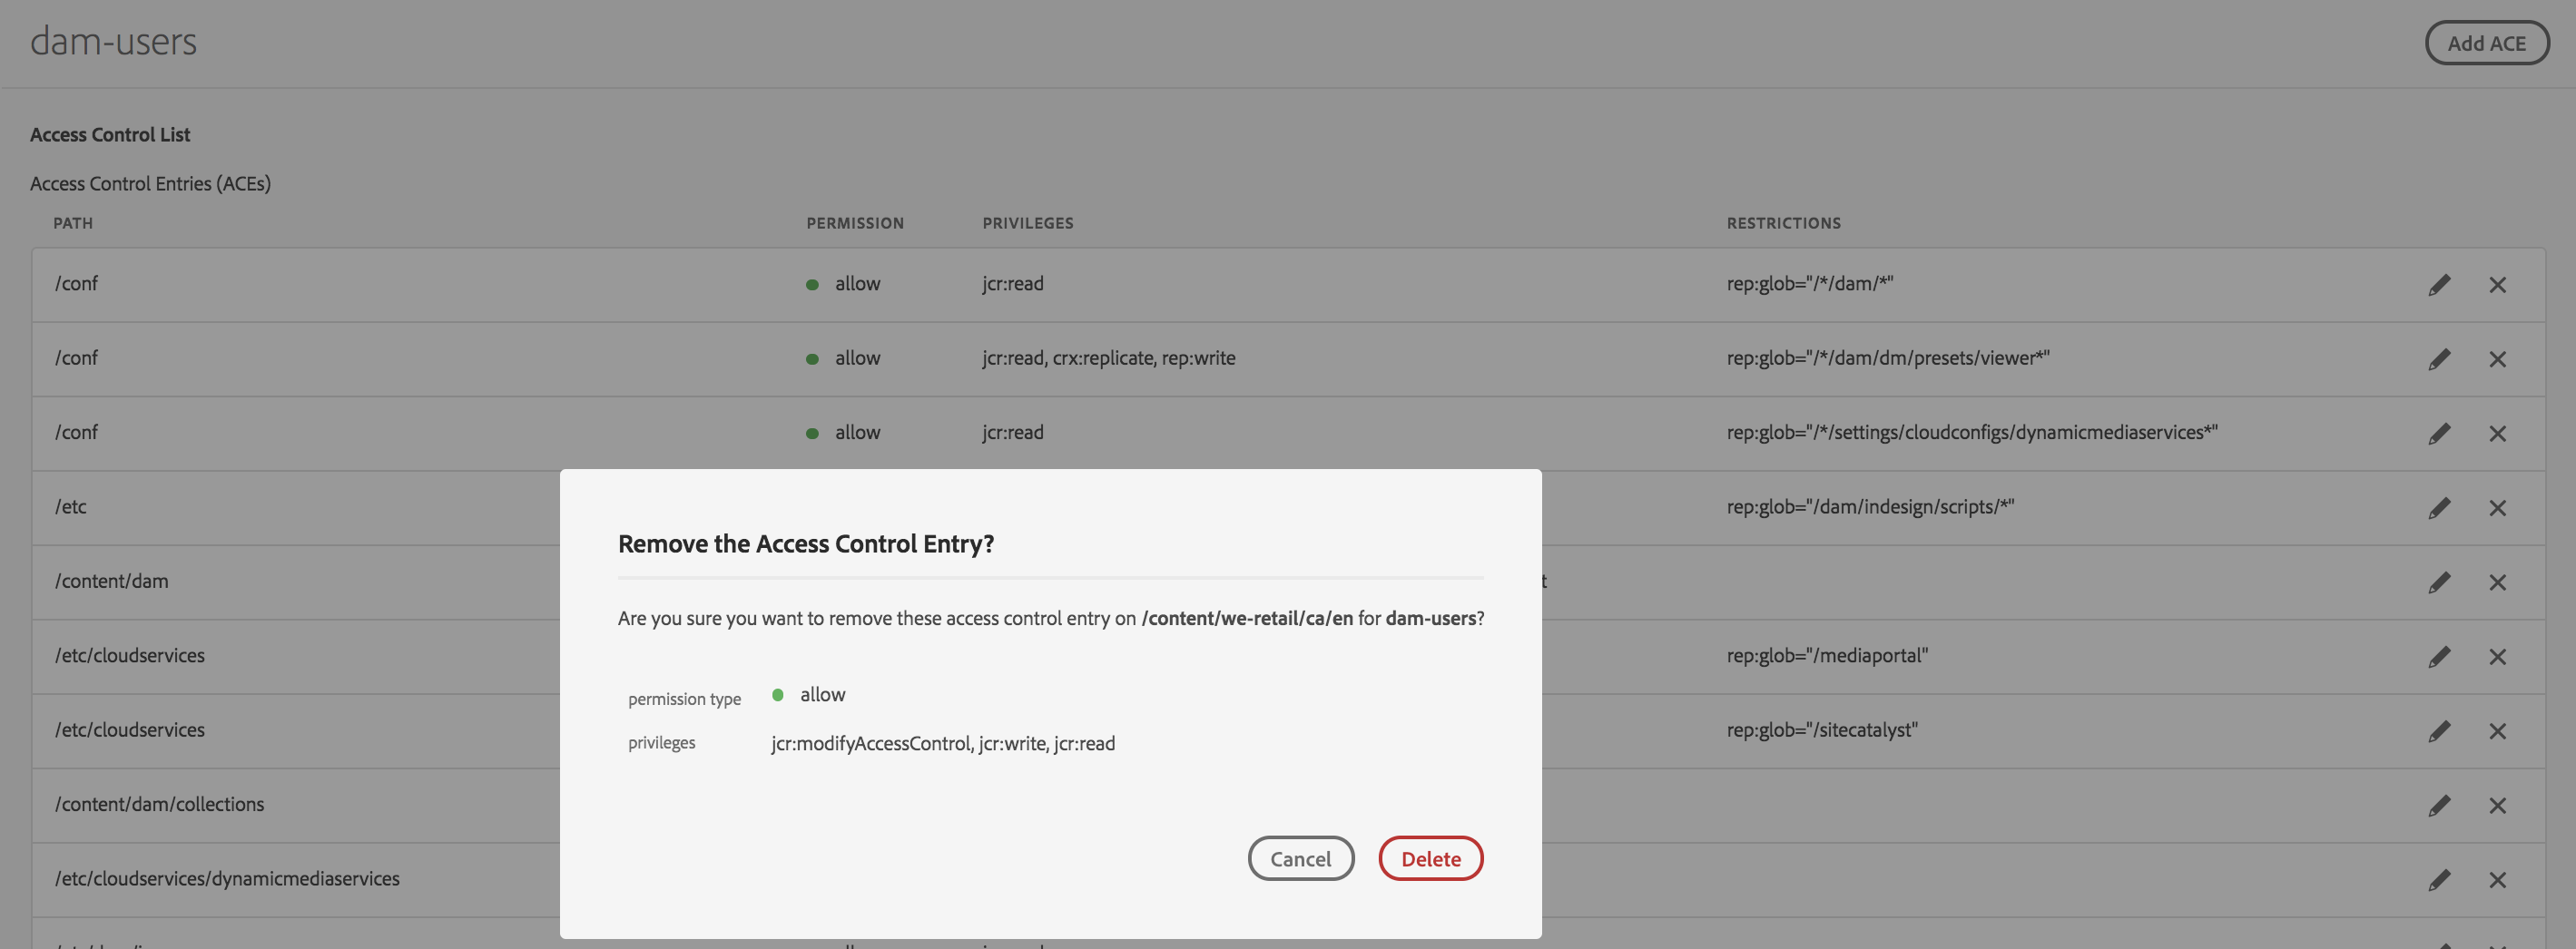 dam-users
Add ACE
Access Control List
Access Control Entries (ACEs)
PATH PERMISSION PRIVILEGES RESTRICTIONS
/conf allow jcr:read rep:glob="/*/dam/*"
/conf allow jcr:read, crx:replicate, rep:write rep:glob="/*/dam/dm/presets/viewer*"
/conf allow jcr:read rep:glob="/*/settings/cloudconfigs/dynamicmediaservices*"
/etc rep:glob="/dam/indesign/scripts/*"
/content/dam
/etc/cloudservices rep:glob="/mediaportal"
/etc/cloudservices rep:glob="/sitecatalyst"
/content/dam/collections
/etc/cloudservices/dynamicmediaservices
Remove the Access Control Entry?
Are you sure you want to remove these access control entry on /content/we-retail/ca/en for dam-users?
permission type allow
privileges jcr:modifyAccessControl, jcr:write, jcr:read
Cancel Delete